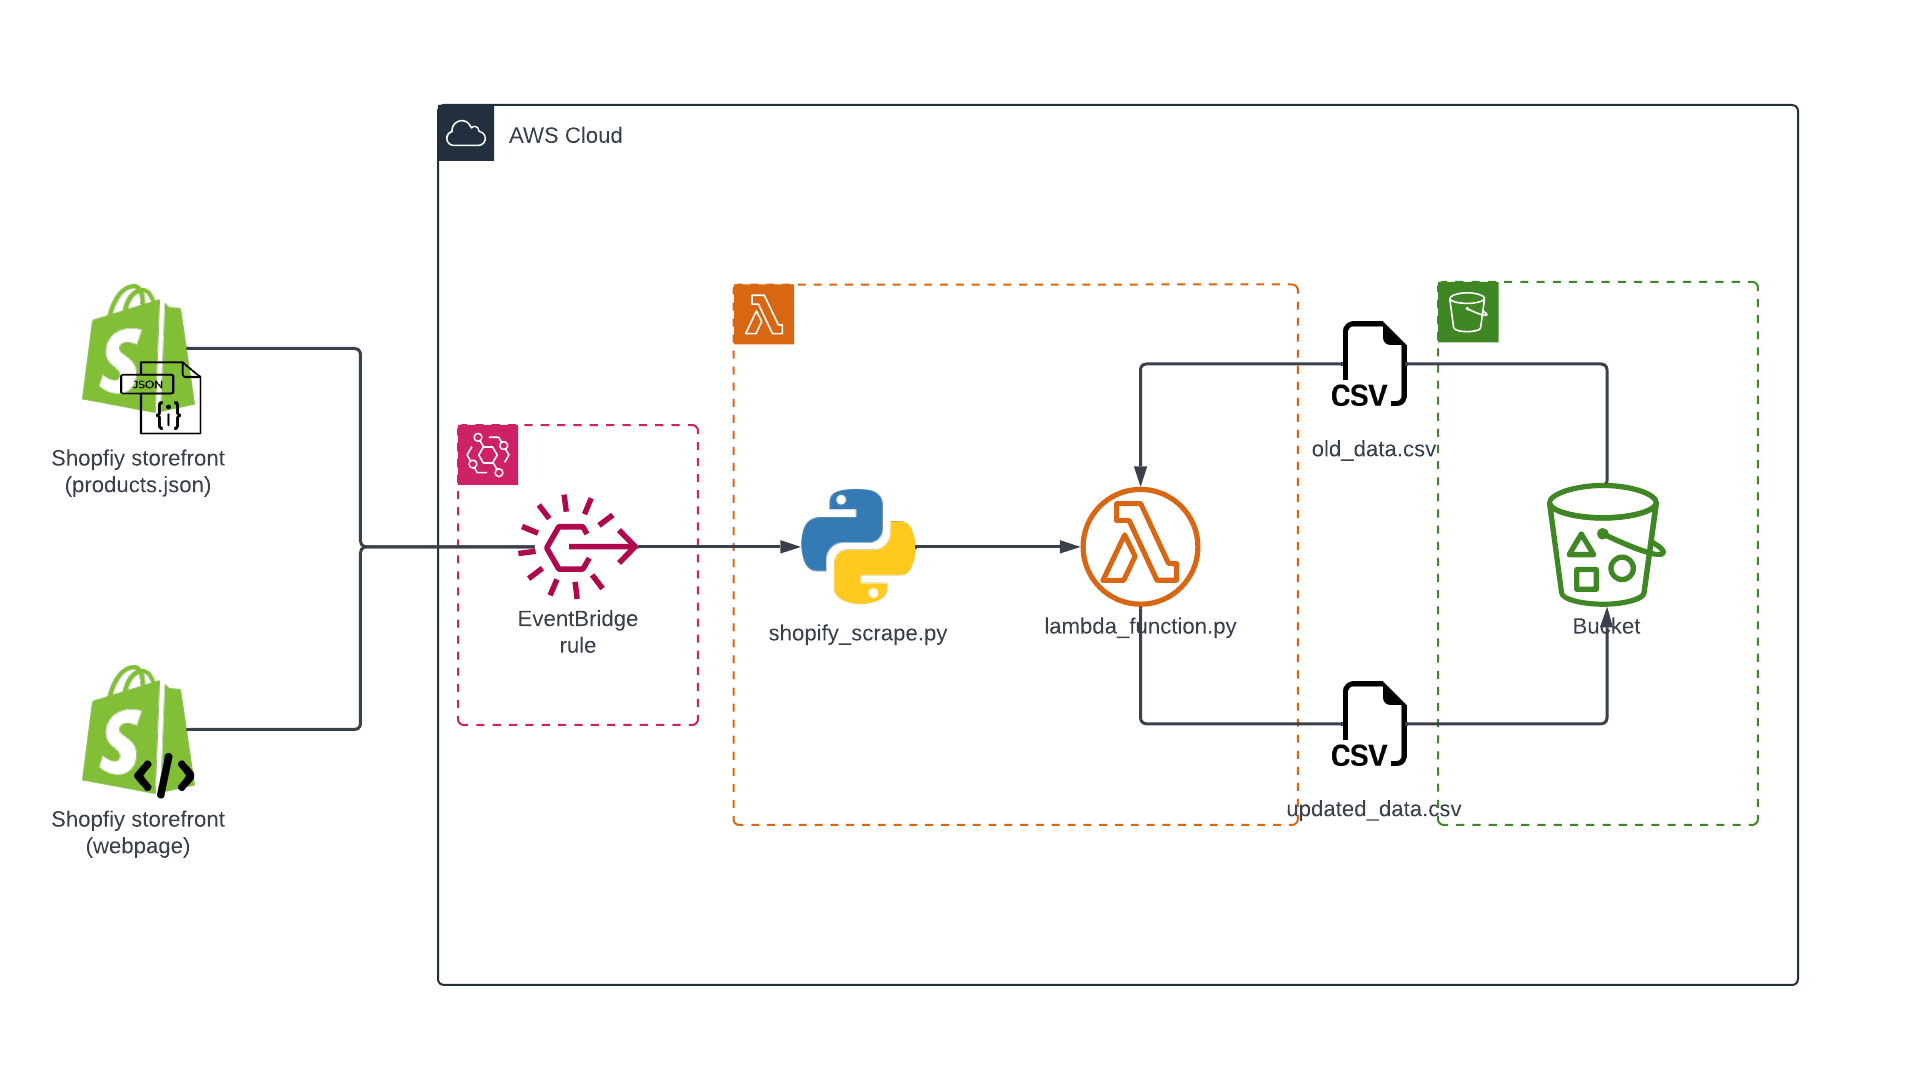 AWS Cloud
JSON
{i}
Shopfiy storefront
(products.json)
EventBridge
rule
shopify_scrape.py
lambda_function.py
CSV
old_data.csv
Bucket
CSV
updated_data.csv
</>
Shopfiy storefront
(webpage)